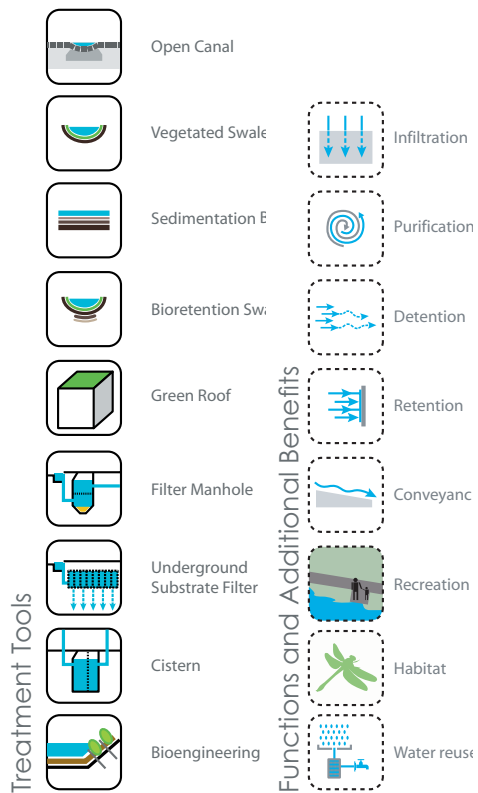 Treatment Tools
Open Canal
Vegetated Swale
Sedimentation B
Bioretention Swa
Green Roof
Filter Manhole
Underground
Substrate Filter
Cistern
Bioengineering
Functions and Additional Benefits
Infiltration
Purification
Detention
Retention
Conveyanc
Recreation
Habitat
Water reuse